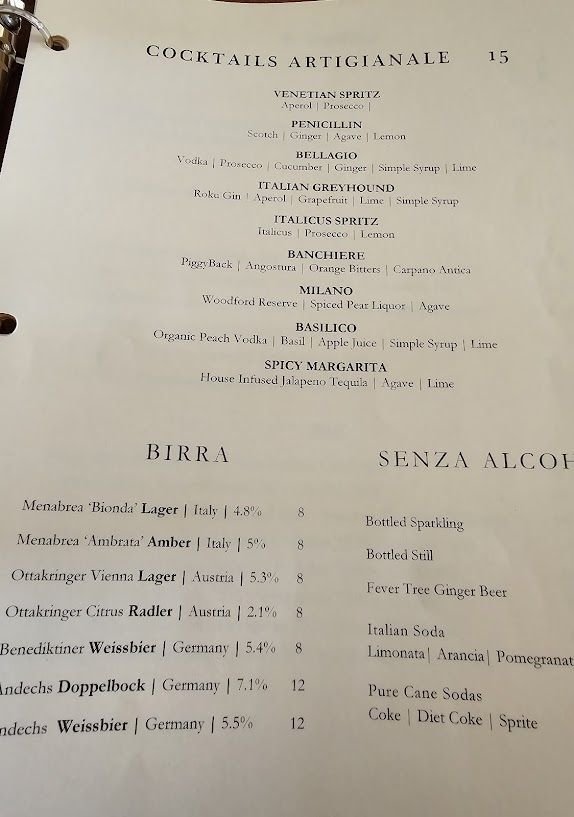 COCKTAILS ARTIGIANALE 15
VENETIAN SPRITZ
Aperol | Prosecco |
PENICILLIN
Scotch | Ginger | Agave | Lemon
BELLAGIO
Vodka | Prosecco | Cucumber | Ginger | Simple Syrup | Lime
ITALIAN GREYHOUND
Roku Gin | Aperol | Grapefruit | Lime | Simple Syrup
ITALICUS SPRITZ
Italicus | Prosecco | Lemon
BANCHIERE
PiggyBack | Angostura | Orange Bitters | Carpano Antica
MILANO
Woodford Reserve | Spiced Pear Liquor | Agave
BASILICO
Organic Peach Vodka | Basil | Apple Juice | Simple Syrup | Lime
SPICY MARGARITA
House Infused Jalapeno Tequila | Agave | Lime
BIRRA
Menabrea 'Bionda' Lager | Italy | 4.8% 8
Menabrea 'Ambrata' Amber | Italy | 5% 8
Ottakringer Vienna Lager | Austria | 5.3% 8
Ottakringer Citrus Radler | Austria | 2.1% 8
Benediktiner Weissbier | Germany | 5.4% 8
Andechs Doppelbock | Germany | 7.1% 12
ndechs Weissbier | Germany | 5.5% 12
SENZA ALCOH
Bottled Sparkling
Bottled Still
Fever Tree Ginger Beer
Italian Soda
Limonata| Arancia| Pomegranat
Pure Cane Sodas
Coke | Diet Coke | Sprite